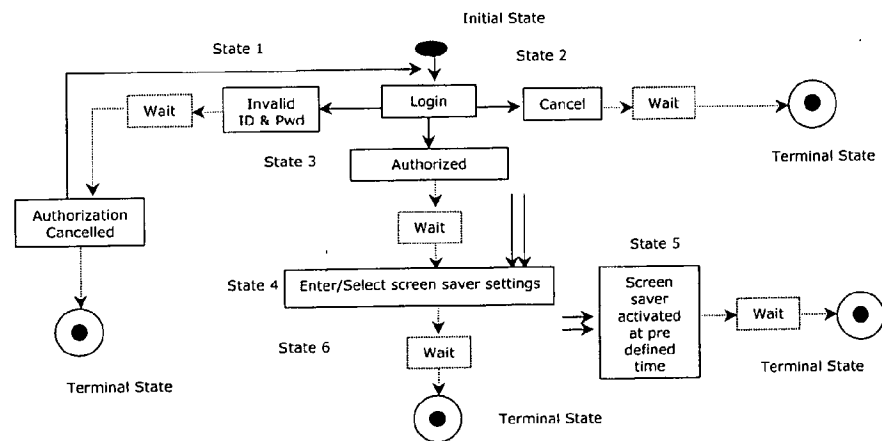 Initial State
State 1
State 2
Wait
Invalid
ID & Pwd
Login
Cancel
Wait
Terminal State
State 3
Authorized
Authorization
Cancelled
Wait
State 5
State 4
Enter/Select screen saver settings
Screen
saver
activated
at pre
defined
time
Wait
State 6
Wait
Terminal State
Terminal State
Terminal State